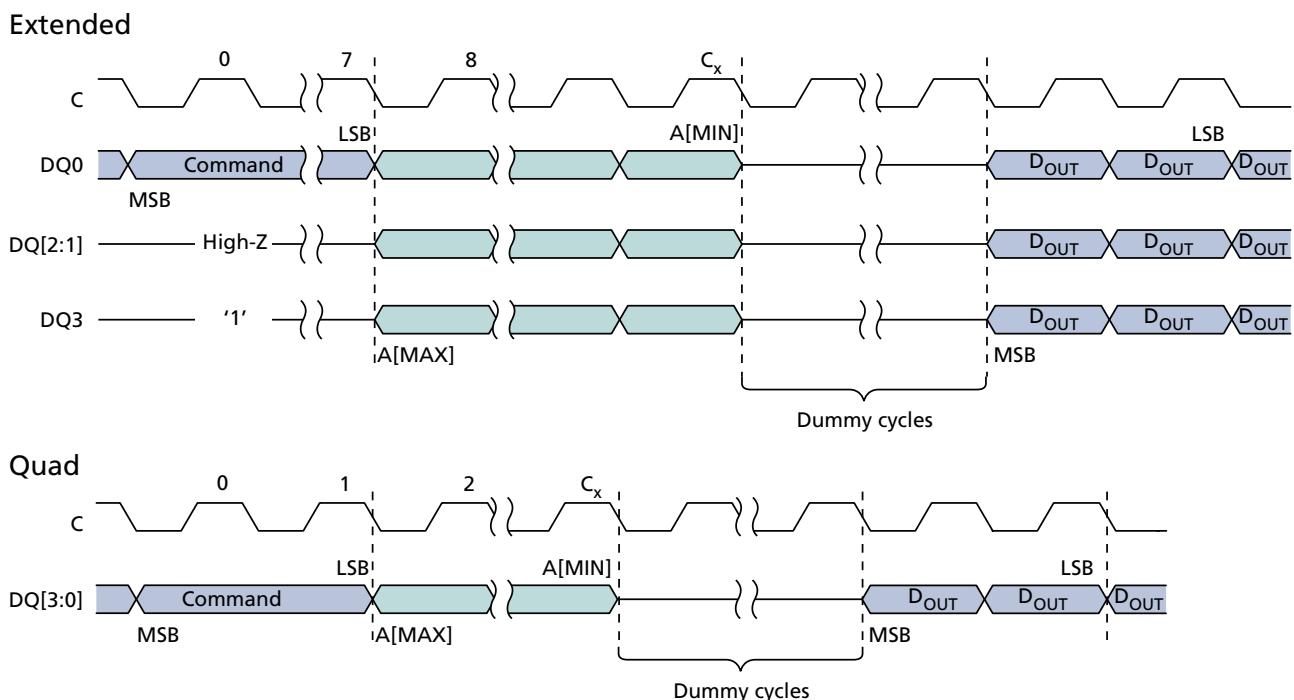 Extended
0 7 8 Cx
C
LSB A[MIN] LSB
DQ0 Command DOUT DOUT DOUT
MSB
DQ[2:1] High-Z DOUT DOUT DOUT
DQ3 ‘1’ DOUT DOUT DOUT
A[MAX] MSB
Dummy cycles
Quad
0 1 2 Cx
C
LSB A[MIN] LSB
DQ[3:0] Command DOUT DOUT DOUT
MSB A[MAX] MSB
Dummy cycles